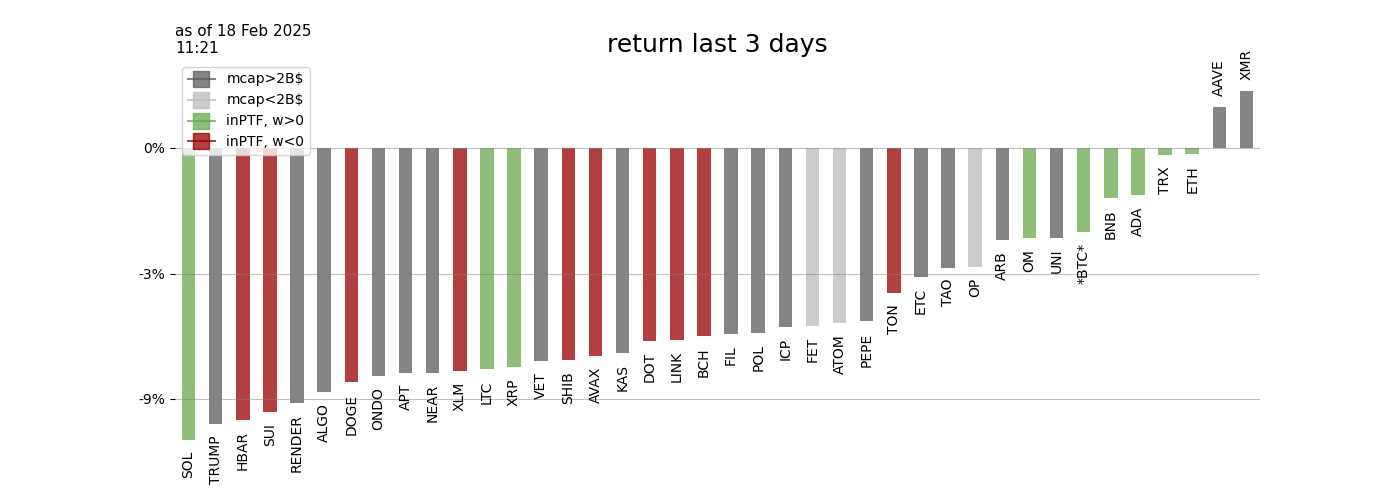 as of 18 Feb 2025
11:21
return last 3 days
mcap>2B$
mcap<2B$
inPTF, w>0
inPTF, w<0
0%
-3%
-9%
SOL
TRUMP
HBAR
SUI
RENDER
ALGO
DOGE
ONDO
APT
NEAR
XLM
LTC
XRP
VET
SHIB
AVAX
KAS
DOT
LINK
BCH
FIL
POL
ICP
FET
ATOM
PEPE
TON
ETC
TAO
OP
ARB
OM
UNI
*BTC*
BNB
ADA
TRX
ETH
AAVE
XMR